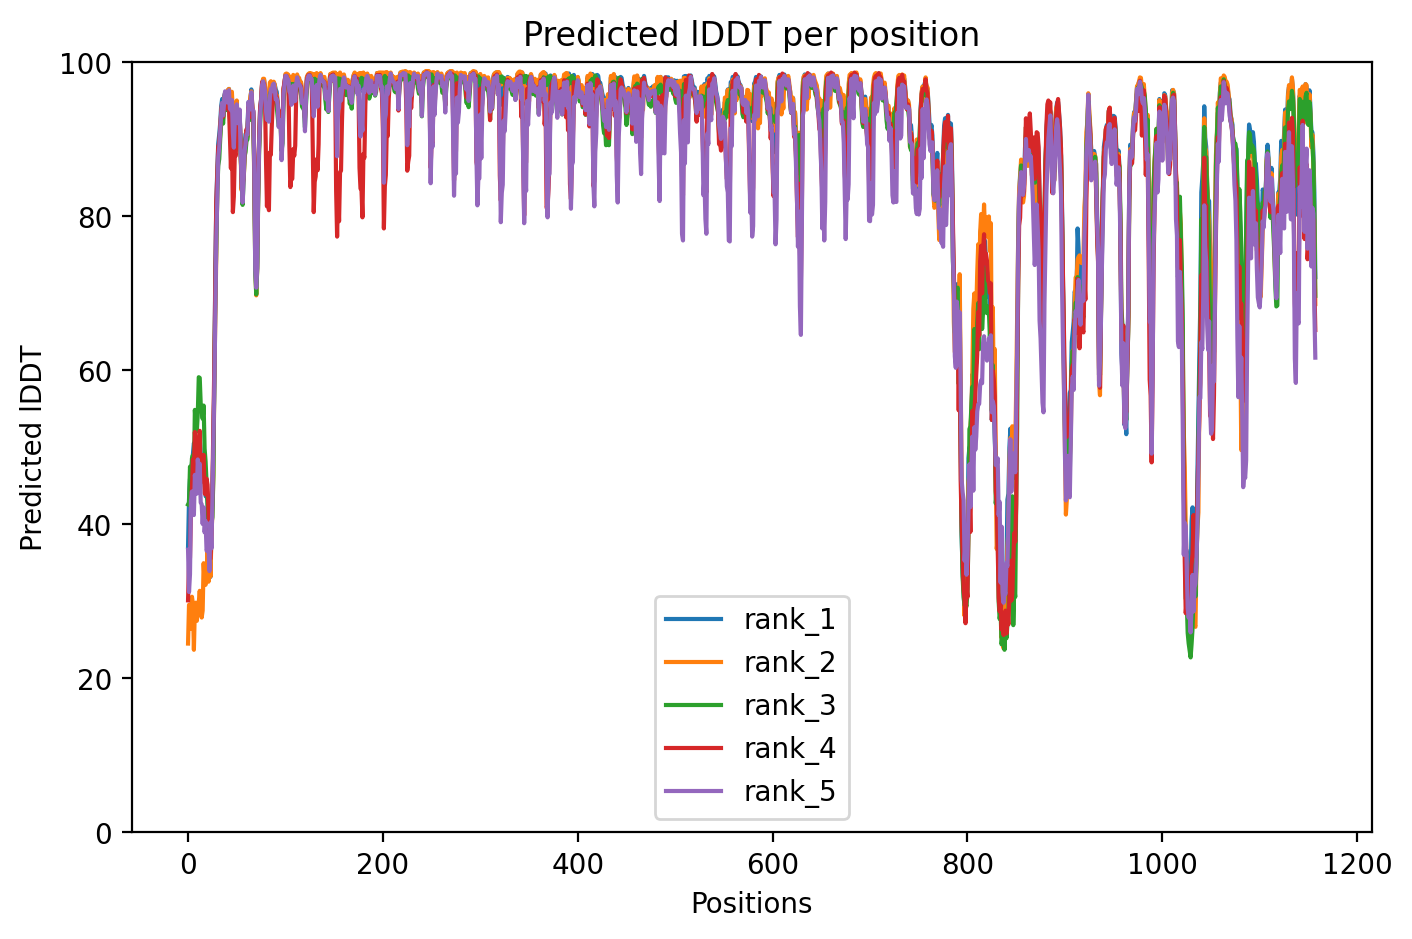 Predicted lDDT per position
100
80
60
40
20
0
Predicted lDDT
0 200 400 600 800 1000 1200
Positions
rank_1
rank_2
rank_3
rank_4
rank_5